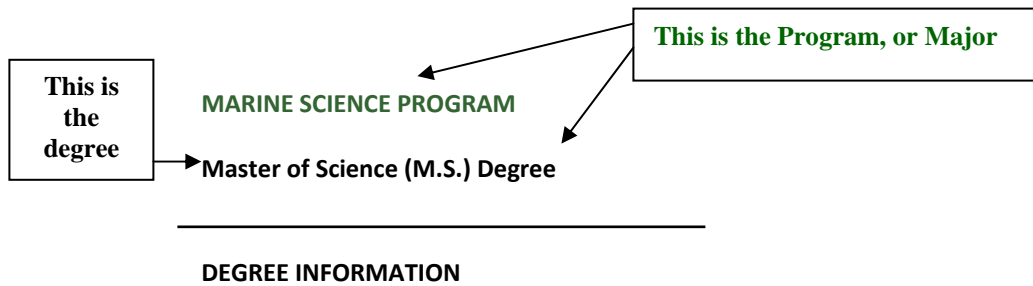 This is the Program, or Major
This is
the
degree
MARINE SCIENCE PROGRAM
Master of Science (M.S.) Degree
DEGREE INFORMATION